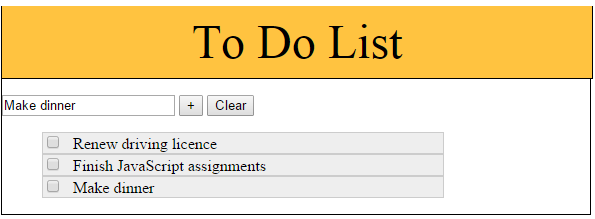 To Do List
Make dinner + Clear
Renew driving licence
Finish JavaScript assignments
Make dinner